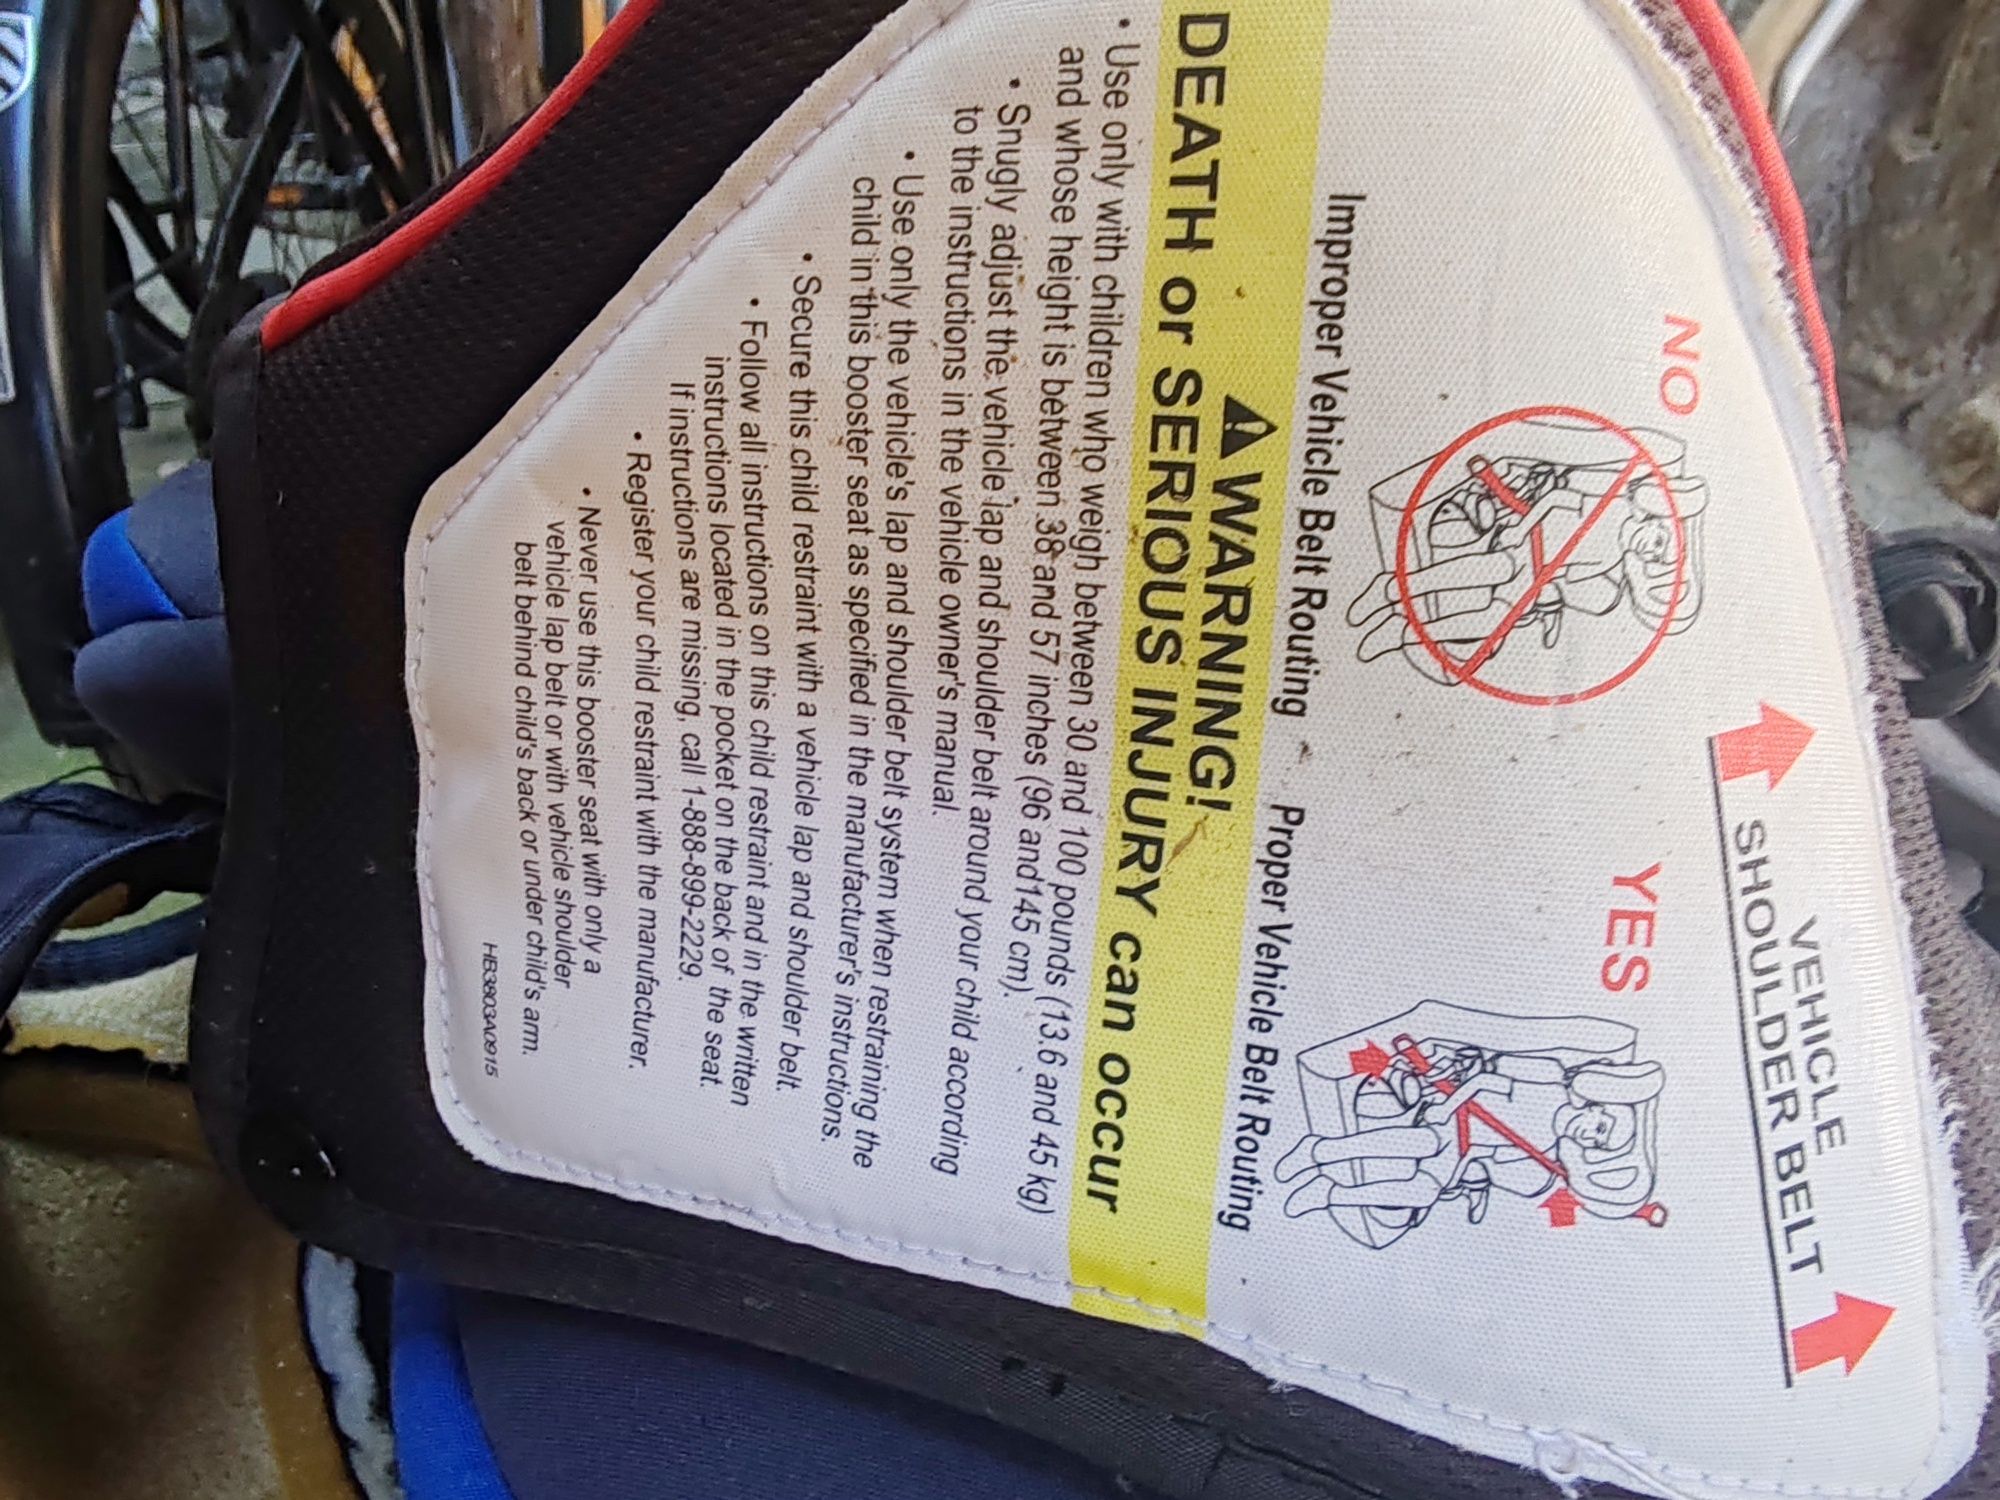 VEHICLE
SHOULDER BELT
NO
YES
Improper Vehicle Belt Routing
Proper Vehicle Belt Routing
WARNING!
DEATH or SERIOUS INJURY can occur
• Use only with children who weigh between 30 and 100 pounds (13.6 and 45 kg)
and whose height is between 38 and 57 inches (96 and145 cm).
• Snugly adjust the vehicle lap and shoulder belt around your child according
to the instructions in the vehicle owner's manual.
• Use only the vehicle's lap and shoulder belt system when restraining the
child in this booster seat as specified in the manufacturer's instructions.
• Secure this child restraint with a vehicle lap and shoulder belt.
• Follow all instructions on this child restraint and in the written
instructions located in the pocket on the back of the seat.
If instructions are missing, call 1-888-899-2229.
• Register your child restraint with the manufacturer.
• Never use this booster seat with only a
vehicle lap belt or with vehicle shoulder
belt behind child's back or under child's arm.
HB3803A0915